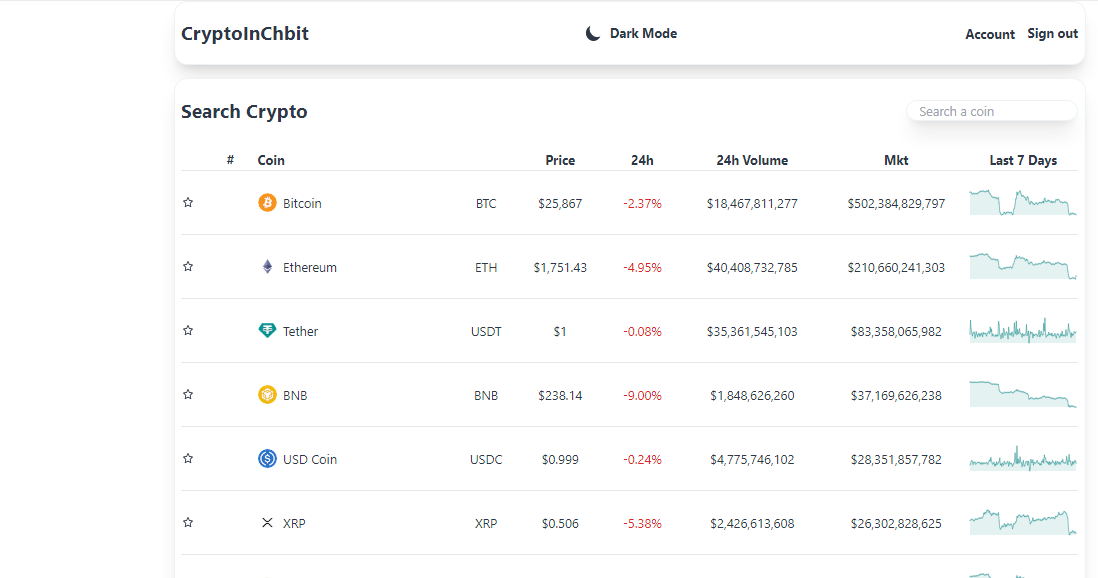 CryptoInChbit Dark Mode Account Sign out
Search Crypto Search a coin
# Coin Price 24h 24h Volume Mkt Last 7 Days
Bitcoin BTC $25,867 -2.37% $18,467,811,277 $502,384,829,797
Ethereum ETH $1,751.43 -4.95% $40,408,732,785 $210,660,241,303
Tether USDT $1 -0.08% $35,361,545,103 $83,358,065,982
BNB BNB $238.14 -9.00% $1,848,626,260 $37,169,626,238
USD Coin USDC $0.999 -0.24% $4,775,746,102 $28,351,857,782
XRP XRP $0.506 -5.38% $2,426,613,608 $26,302,828,625